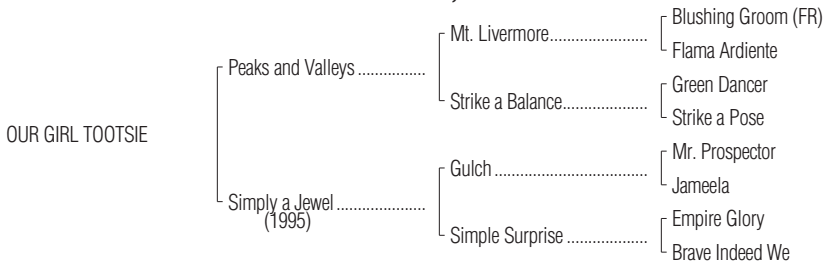 Blushing Groom (FR)
Mt. Livermore......................
Flama Ardiente
Peaks and Valleys ................
Green Dancer
Strike a Balance...................
Strike a Pose
OUR GIRL TOOTSIE
Mr. Prospector
Gulch ...................................
Jameela
Simply a Jewel .....................
(1995)
Empire Glory
Simple Surprise ...................
Brave Indeed We